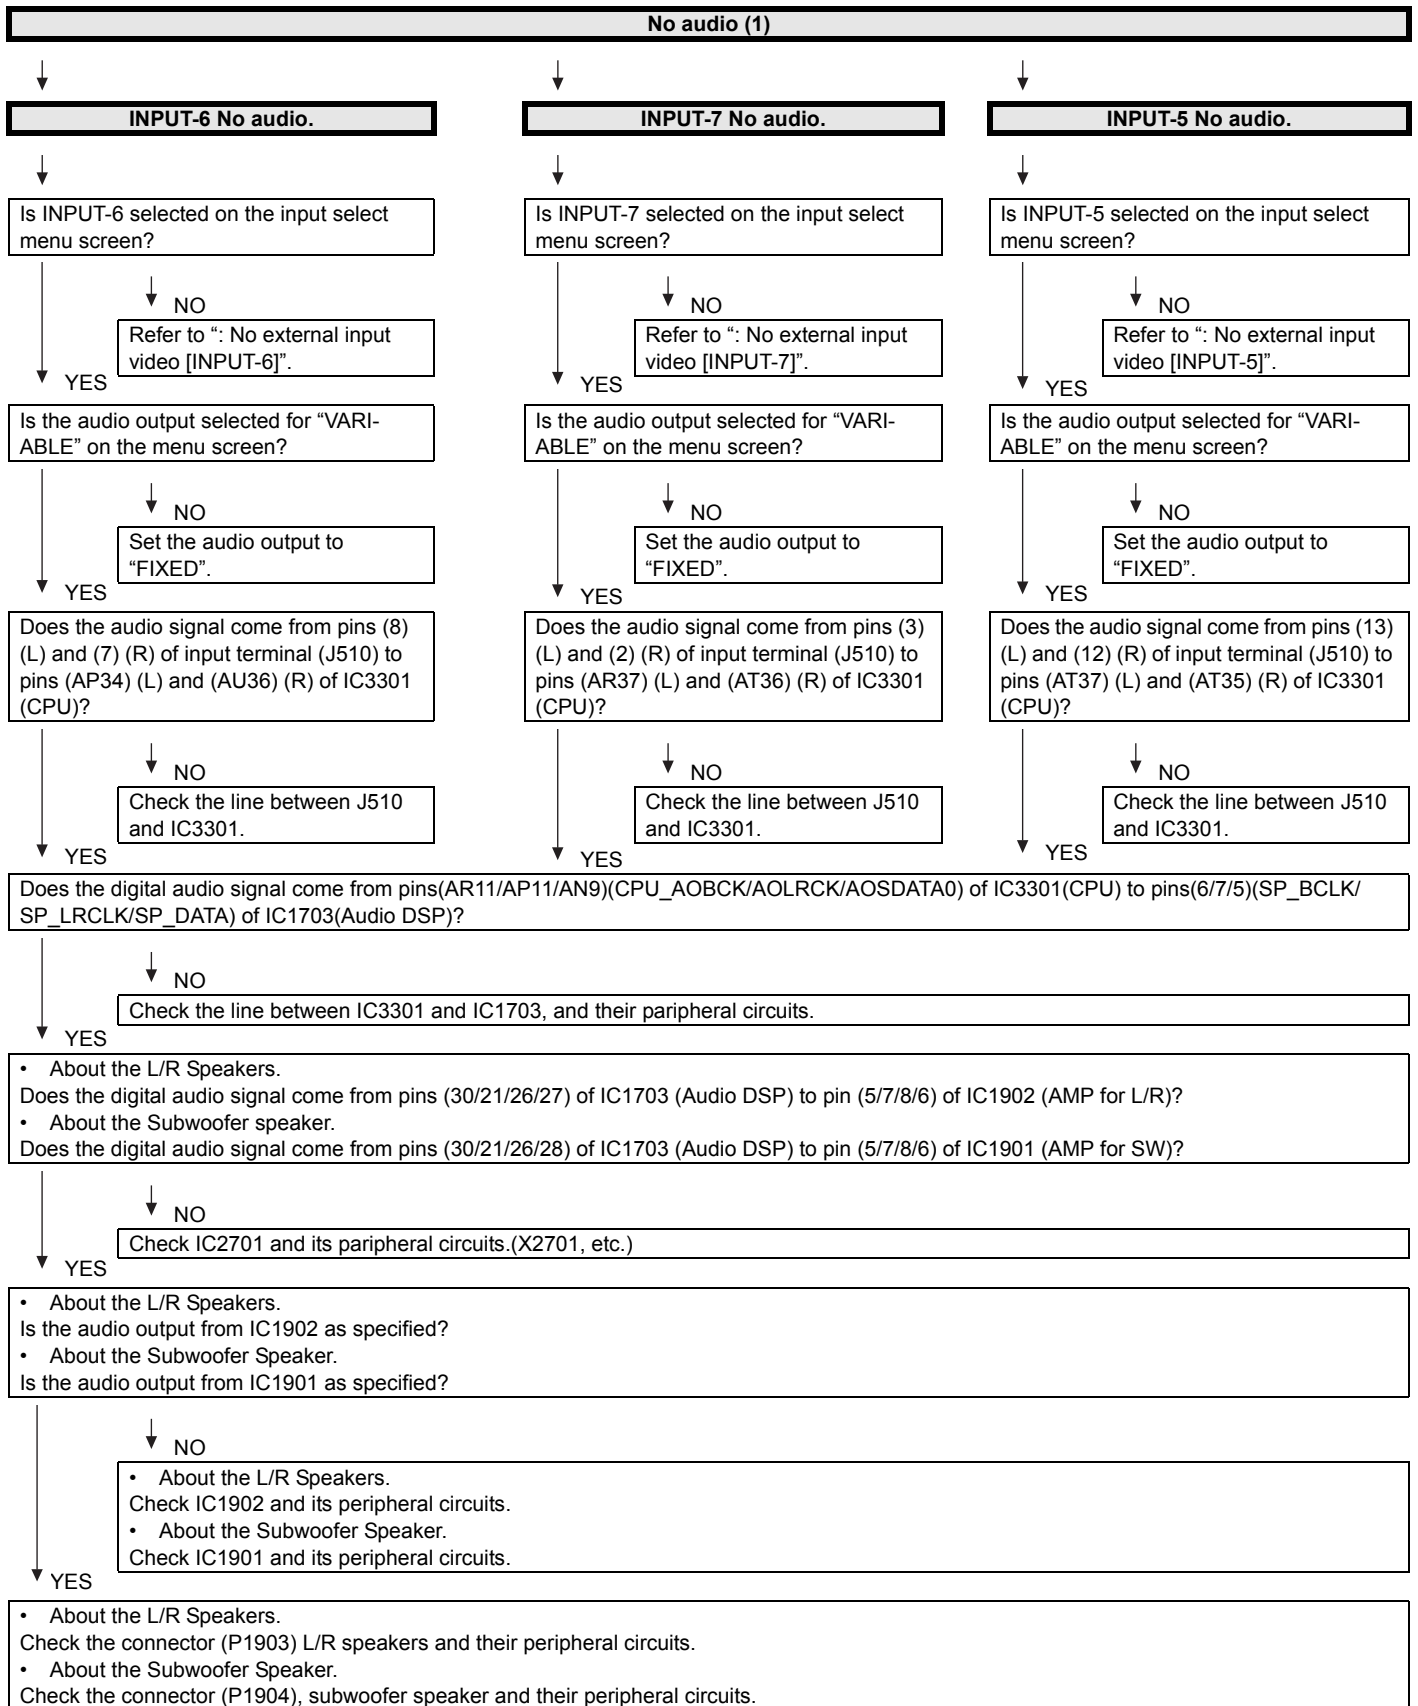 No audio (1)
INPUT-6 No audio.
INPUT-7 No audio.
INPUT-5 No audio.
Is INPUT-6 selected on the input select
menu screen?
Is INPUT-7 selected on the input select
menu screen?
Is INPUT-5 selected on the input select
menu screen?
NO
NO
NO
Refer to “: No external input
video [INPUT-6]”.
Refer to “: No external input
video [INPUT-7]”.
Refer to “: No external input
video [INPUT-5]”.
YES
YES
YES
Is the audio output selected for “VARI-
ABLE” on the menu screen?
Is the audio output selected for “VARI-
ABLE” on the menu screen?
Is the audio output selected for “VARI-
ABLE” on the menu screen?
NO
NO
NO
Set the audio output to
“FIXED”.
Set the audio output to
“FIXED”.
Set the audio output to
“FIXED”.
YES
YES
YES
Does the audio signal come from pins (8)
(L) and (7) (R) of input terminal (J510) to
pins (AP34) (L) and (AU36) (R) of IC3301
(CPU)?
Does the audio signal come from pins (3)
(L) and (2) (R) of input terminal (J510) to
pins (AR37) (L) and (AT36) (R) of IC3301
(CPU)?
Does the audio signal come from pins (13)
(L) and (12) (R) of input terminal (J510) to
pins (AT37) (L) and (AT35) (R) of IC3301
(CPU)?
NO
NO
NO
Check the line between J510
and IC3301.
Check the line between J510
and IC3301.
Check the line between J510
and IC3301.
YES
YES
YES
Does the digital audio signal come from pins(AR11/AP11/AN9)(CPU_AOBCK/AOLRCK/AOSDATA0) of IC3301(CPU) to pins(6/7/5)(SP_BCLK/
SP_LRCLK/SP_DATA) of IC1703(Audio DSP)?
NO
Check the line between IC3301 and IC1703, and their paripheral circuits.
YES
• About the L/R Speakers.
Does the digital audio signal come from pins (30/21/26/27) of IC1703 (Audio DSP) to pin (5/7/8/6) of IC1902 (AMP for L/R)?
• About the Subwoofer speaker.
Does the digital audio signal come from pins (30/21/26/28) of IC1703 (Audio DSP) to pin (5/7/8/6) of IC1901 (AMP for SW)?
NO
Check IC2701 and its paripheral circuits.(X2701, etc.)
YES
• About the L/R Speakers.
Is the audio output from IC1902 as specified?
• About the Subwoofer Speaker.
Is the audio output from IC1901 as specified?
NO
• About the L/R Speakers.
Check IC1902 and its peripheral circuits.
• About the Subwoofer Speaker.
Check IC1901 and its peripheral circuits.
YES
• About the L/R Speakers.
Check the connector (P1903) L/R speakers and their peripheral circuits.
• About the Subwoofer Speaker.
Check the connector (P1904), subwoofer speaker and their peripheral circuits.